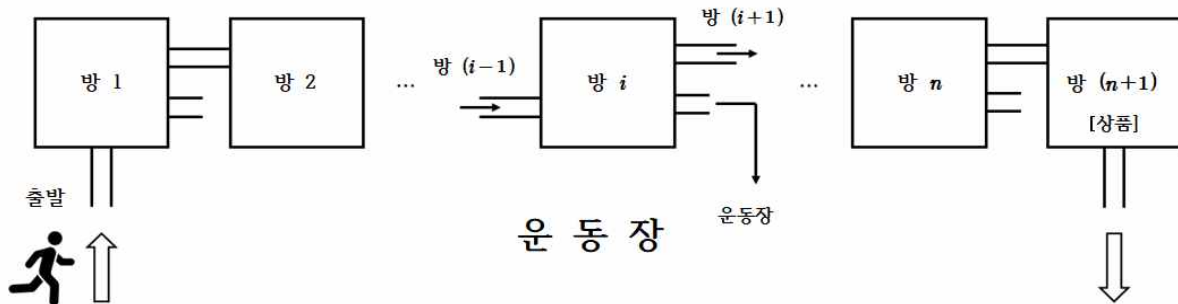 방 1
방 2
…
방 (i−1)
방 i
방 (i+1)
…
방 n
방 (n+1)
[상품]
출발
운동장
운 동 장